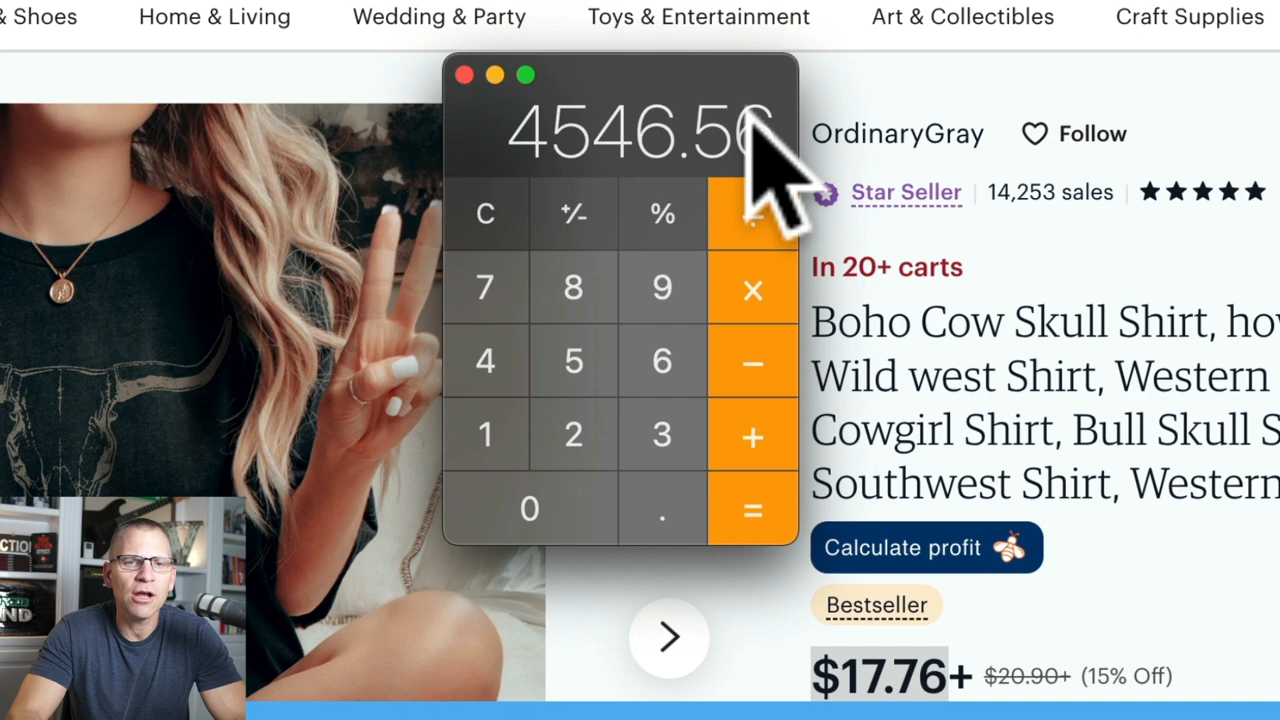 & Shoes
Home & Living
Wedding & Party
Toys & Entertainment
Art & Collectibles
Craft Supplies
4546.56
C
+/-
%
÷
7
8
9
×
4
5
6
−
1
2
3
+
0
.
=
OrdinaryGray
Follow
Star Seller
14,253 sales
In 20+ carts
Boho Cow Skull Shirt, how
Wild west Shirt, Western
Cowgirl Shirt, Bull Skull S
Southwest Shirt, Western
Calculate profit
Bestseller
$17.76+ $20.90+ (15% Off)